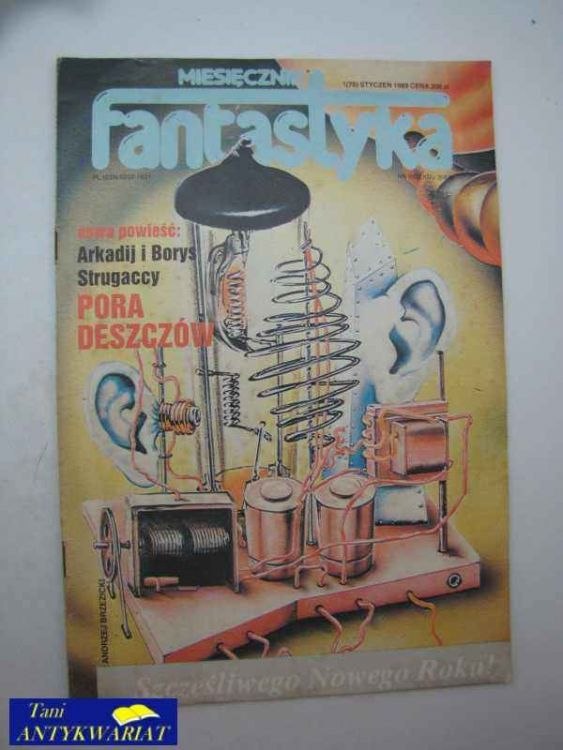 MIESIĘCZNIK
1(76) STYCZEŃ 1989 CENA 200 zł
fantastyka
nowa powieść:
Arkadij i Borys
Strugaccy
PORA
DESZCZÓW
ANDRZEJ BRZEZICKI
Szczęśliwego Nowego Roku!
Tani
ANTYKWARIAT